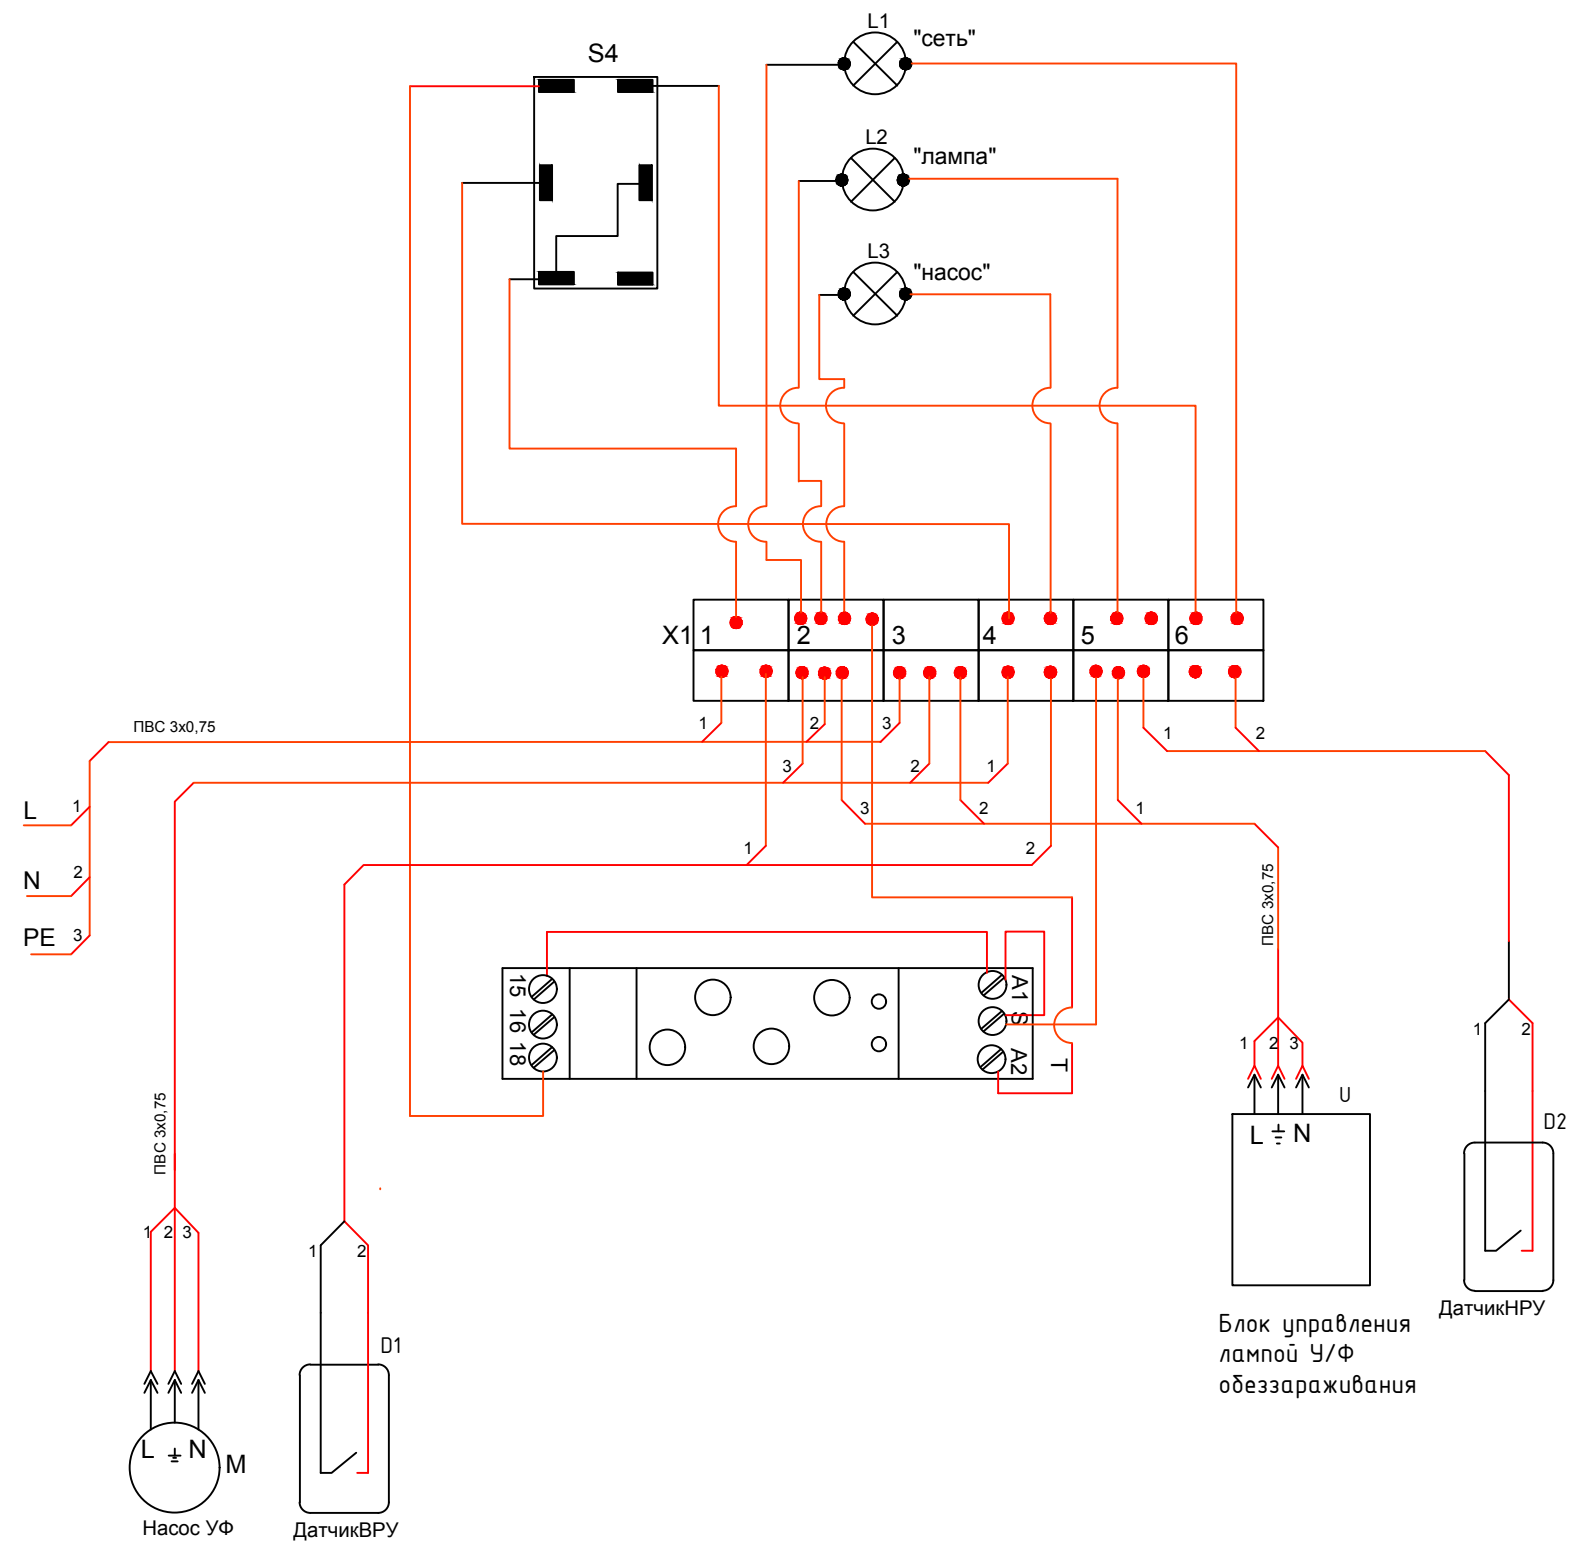 L1
"сеть"
S4
L2
"лампа"
L3
"насос"
X1 1 2 3 4 5 6
ПВС 3х0,75
1 2 3 1 2
3 2 1
L 1
3 2 1
1 2
N 2
PE 3
ПВС 3х0,75
15 A1
16 S
18 A2 T
1 2
1 2 3
U
L N
D2
ПВС 3х0,75
1 2 3
1 2
D1
ДатчикНРУ
Блок управления
лампой У/Ф
обеззараживания
L N M
Насос УФ
ДатчикВРУ